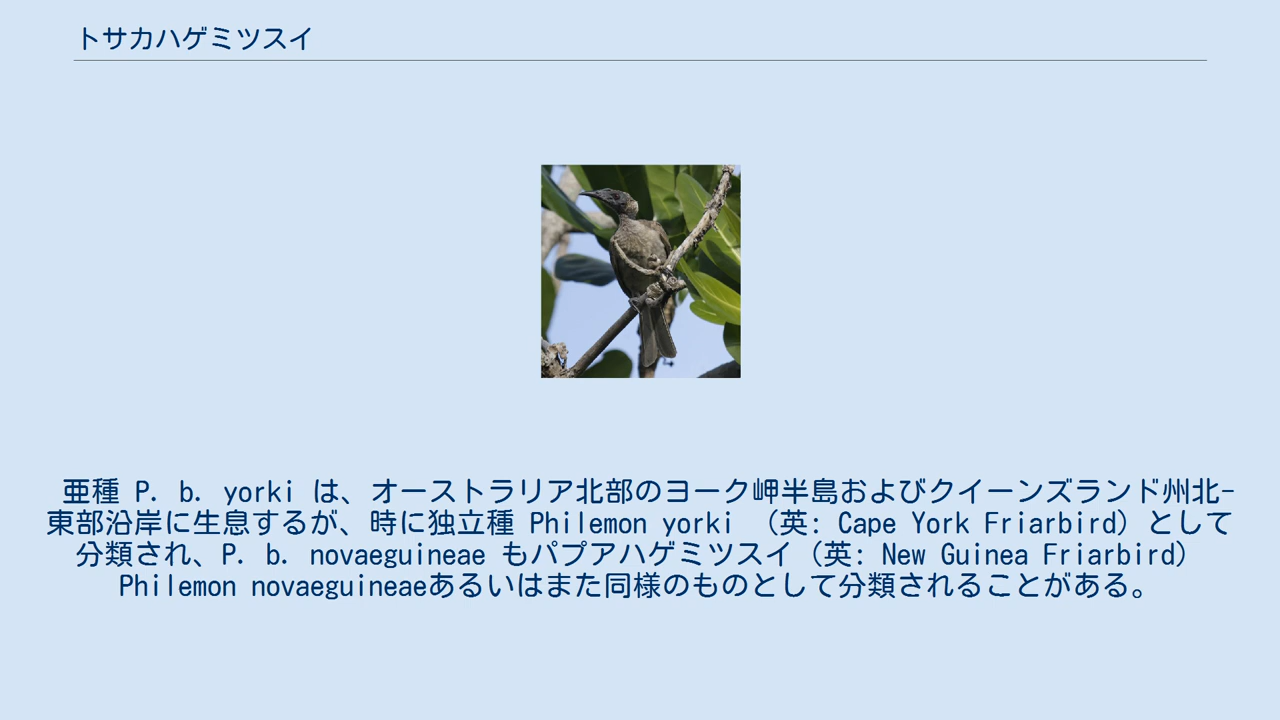 トサカハゲミツスイ
亜種 P. b. yorki は、オーストラリア北部のヨーク岬半島およびクイーンズランド州北-
東部沿岸に生息するが、時に独立種 Philemon yorki （英: Cape York Friarbird）として
分類され、P. b. novaeguineae もパプアハゲミツスイ（英: New Guinea Friarbird）
Philemon novaeguineaeあるいはまた同様のものとして分類されることがある。